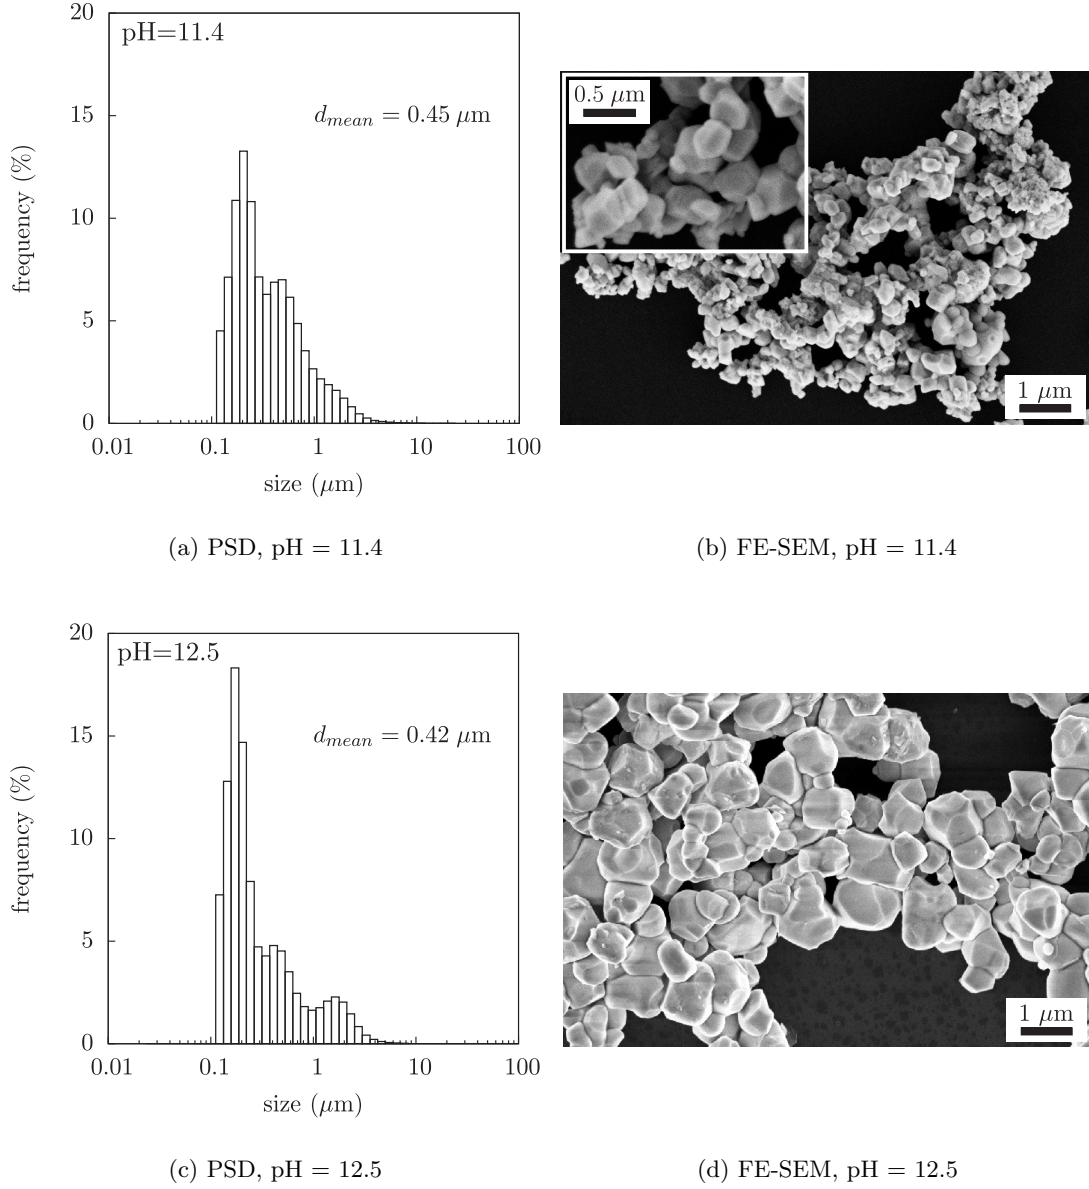 20
pH=11.4
15
d_mean = 0.45 μm
10
frequency (%)
5
0
0.01 0.1 1 10 100
size (μm)
(a) PSD, pH = 11.4
0.5 μm
1 μm
(b) FE-SEM, pH = 11.4
20
pH=12.5
15
d_mean = 0.42 μm
10
frequency (%)
5
0
0.01 0.1 1 10 100
size (μm)
(c) PSD, pH = 12.5
1 μm
(d) FE-SEM, pH = 12.5